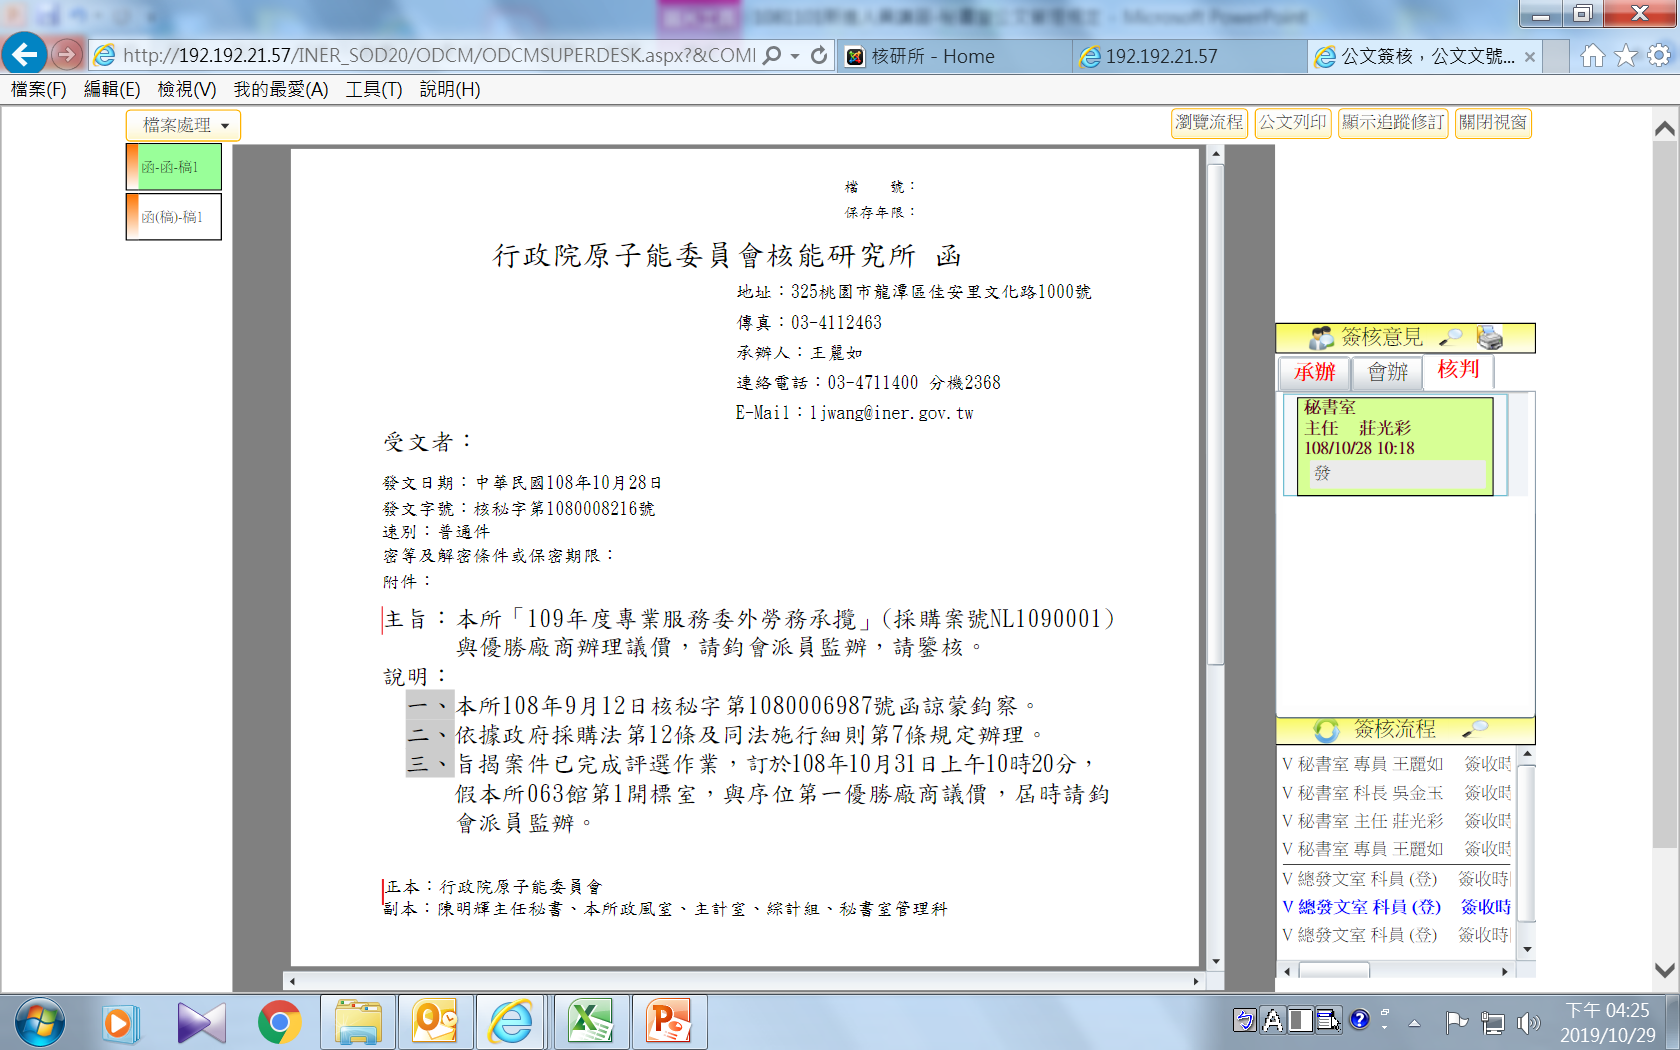 Microsoft PowerPoint
http://192.192.21.57/INER_SOD20/ODCM/ODCMSUPERDESK.aspx?&COMI
核研所 - Home
192.192.21.57
公文簽核，公文文號...
檔案(F) 編輯(E) 檢視(V) 我的最愛(A) 工具(T) 說明(H)
檔案處理
瀏覽流程 公文列印 顯示追蹤修訂 關閉視窗
函-函-稿1
函(稿)-稿1
檔　　號：
保存年限：
行政院原子能委員會核能研究所 函
地址：325桃園市龍潭區佳安里文化路1000號
傳真：03-4112463
承辦人：王麗如
連絡電話：03-4711400 分機2368
E-Mail：ljwang@iner.gov.tw
受文者：
發文日期：中華民國108年10月28日
發文字號：核秘字第1080008216號
速別：普通件
密等及解密條件或保密期限：
附件：
主旨：本所「109年度專業服務委外勞務承攬」(採購案號NL1090001)
與優勝廠商辦理議價，請鈞會派員監辦，請鑒核。
說明：
一、本所108年9月12日核秘字第1080006987號函諒蒙鈞察。
二、依據政府採購法第12條及同法施行細則第7條規定辦理。
三、旨揭案件已完成評選作業，訂於108年10月31日上午10時20分，
假本所063館第1開標室，與序位第一優勝廠商議價，屆時請鈞
會派員監辦。
正本：行政院原子能委員會
副本：陳明輝主任秘書、本所政風室、主計室、綜計組、秘書室管理科
簽核意見
承辦 會辦 核判
秘書室
主任 莊光彩
108/10/28 10:18
發
簽核流程
V 秘書室 專員 王麗如 簽收時
V 秘書室 科長 吳金玉 簽收時
V 秘書室 主任 莊光彩 簽收時
V 秘書室 專員 王麗如 簽收時
V 總發文室 科員 (登) 簽收時
V 總發文室 科員 (登) 簽收時
V 總發文室 科員 (登) 簽收時
下午 04:25
2019/10/29